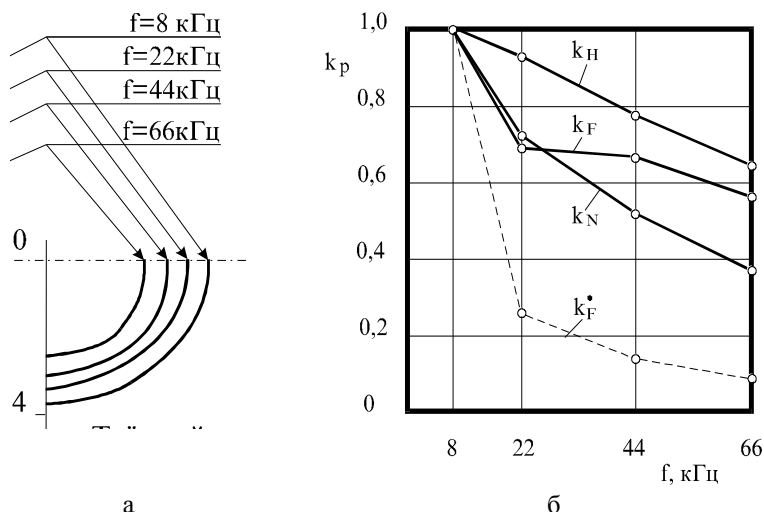 f=8 кГц
f=22кГц
f=44кГц
f=66кГц
0
4
а
1,0
k р
0,8
0,6
0,4
0,2
0
k H
k F
k N
k F •
8 22 44 66
f, кГц
б